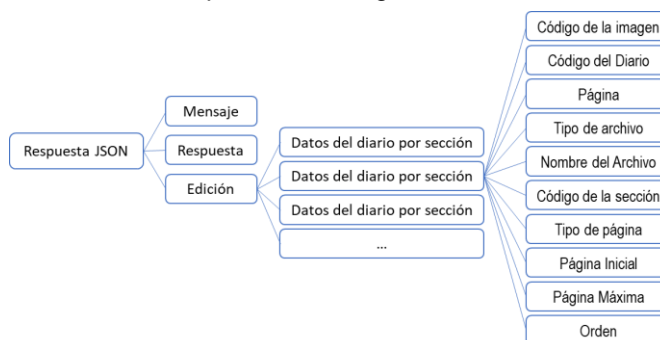 Respuesta JSON
Mensaje
Respuesta
Edición
Datos del diario por sección
Datos del diario por sección
Datos del diario por sección
...
Código de la imagen
Código del Diario
Página
Tipo de archivo
Nombre del Archivo
Código de la sección
Tipo de página
Página Inicial
Página Máxima
Orden